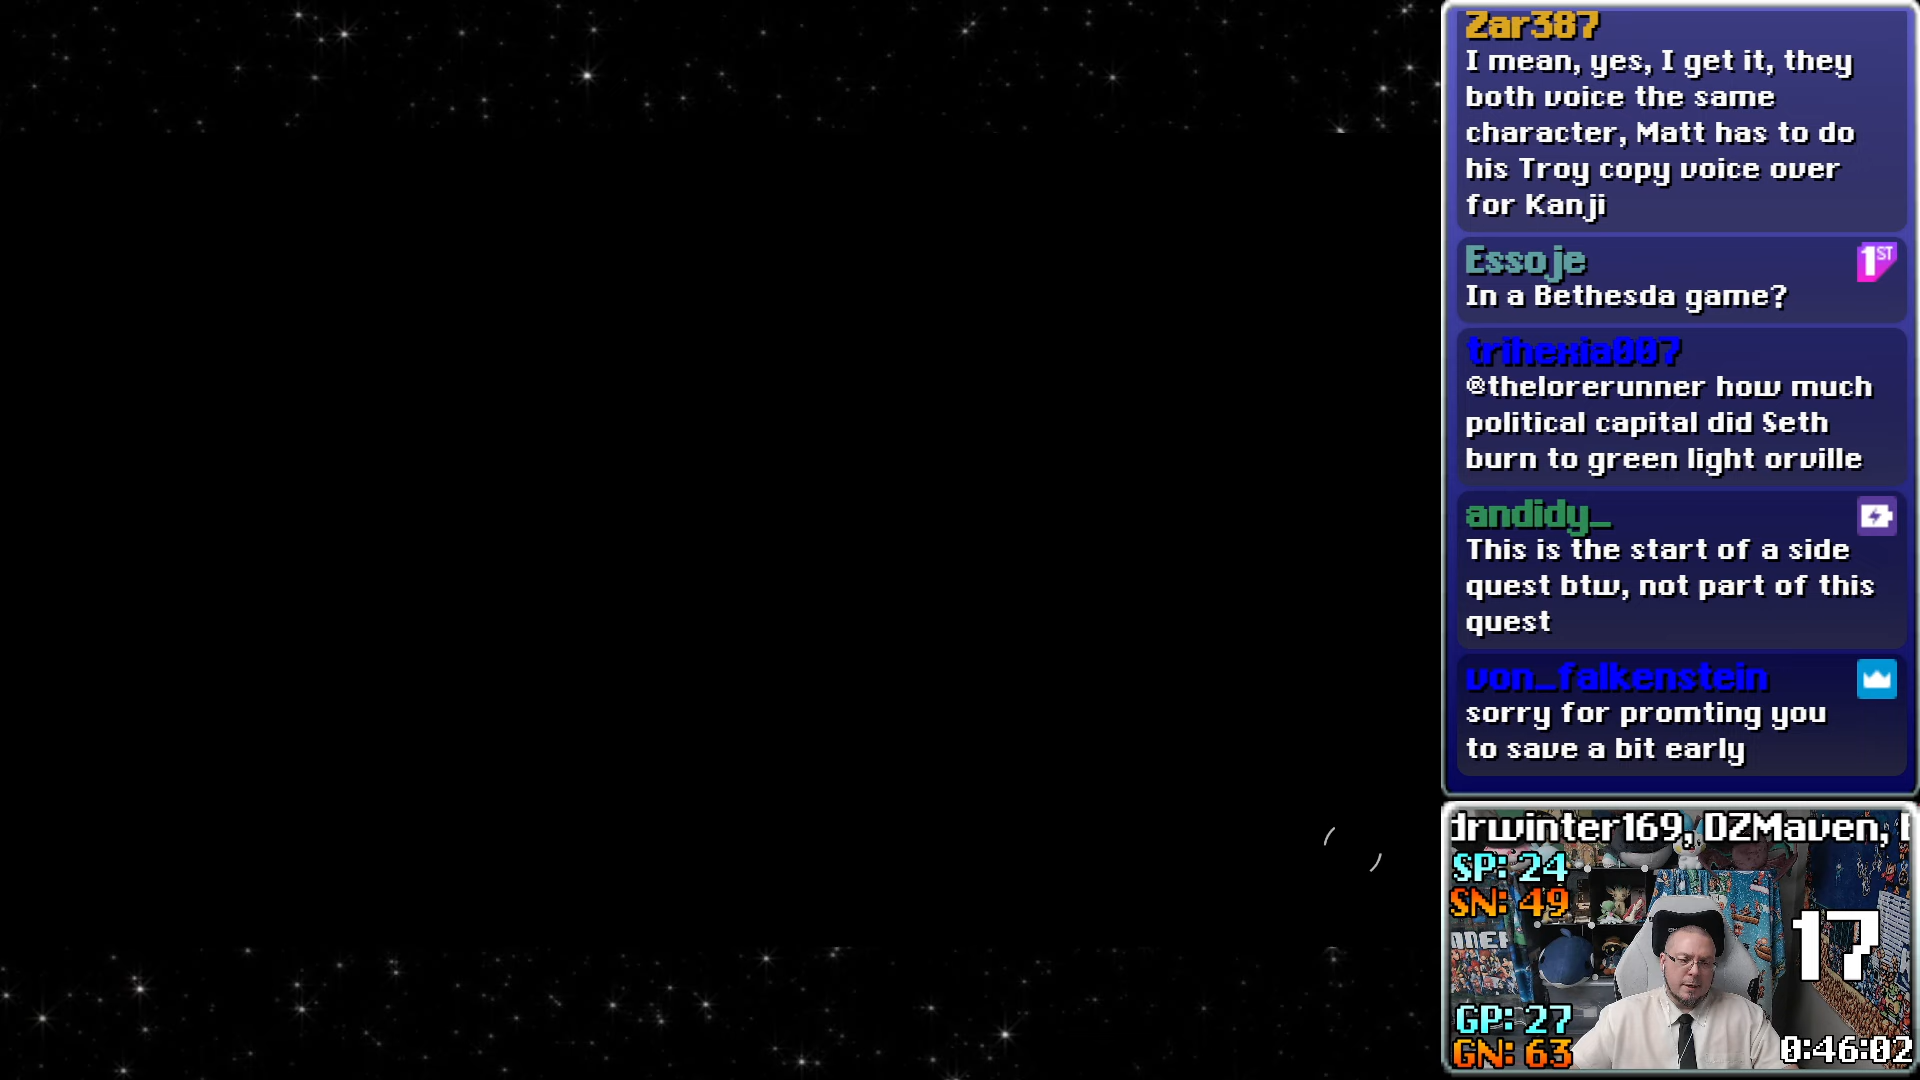 Zar387
I mean, yes, I get it, they
both voice the same
character, Matt has to do
his Troy copy voice over
for Kanji
Essoje
1ST
In a Bethesda game?
trihexia007
@thelorerunner how much
political capital did Seth
burn to green light orville
andidy_
This is the start of a side
quest btw, not part of this
quest
von_falkenstein
sorry for promting you
to save a bit early
drwinter169, DZMaven,
SP: 24
SN: 49
17
GP: 27
GN: 63
0:46:02